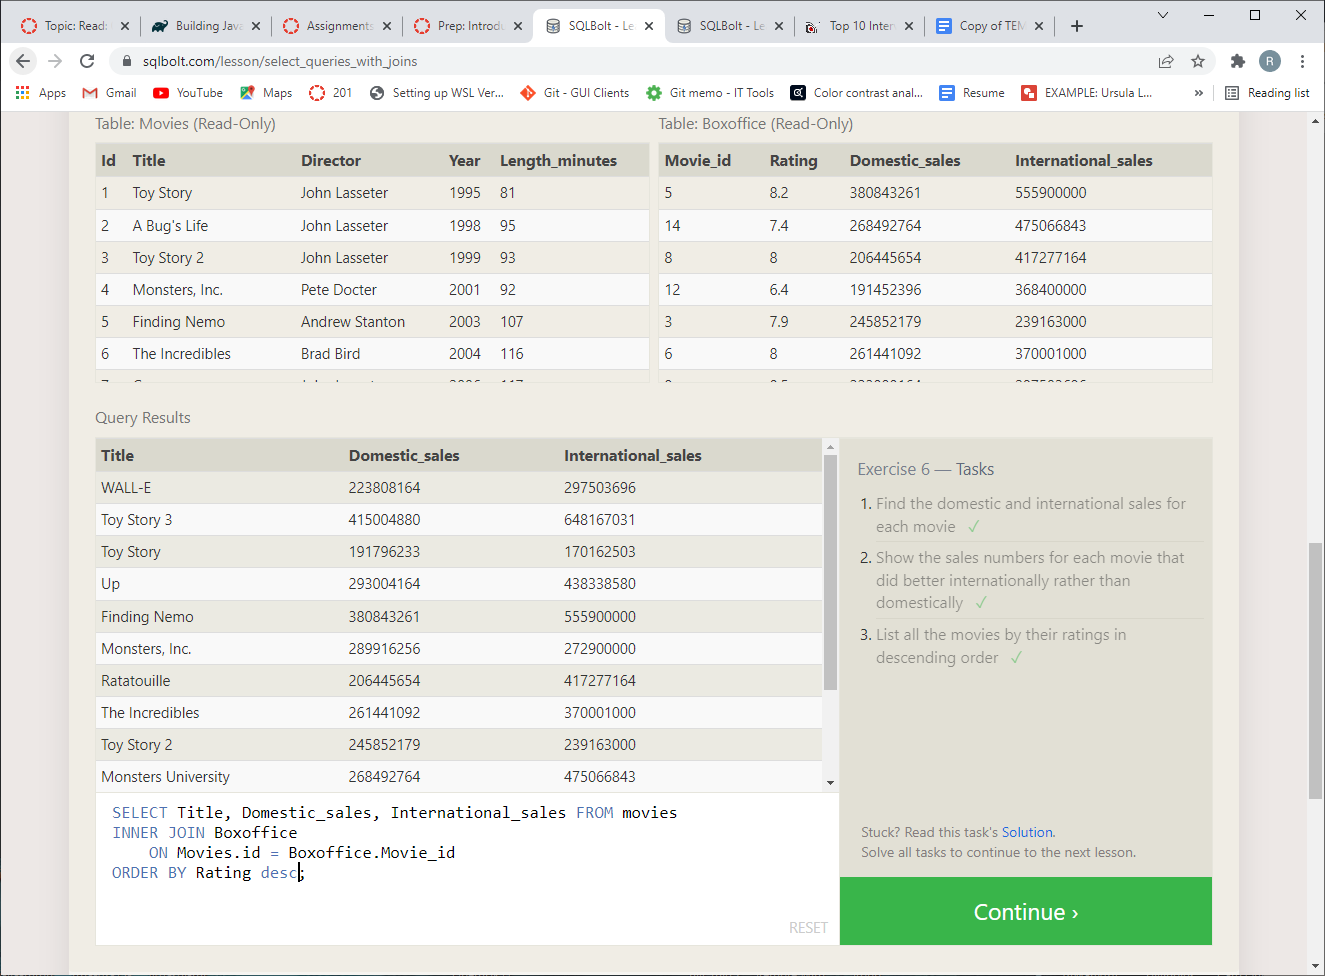 Topic: Read: Building Java Assignments Prep: Introdu SQLBolt - Le SQLBolt - Le Top 10 Inter Copy of TEM
sqlbolt.com/lesson/select_queries_with_joins R
Apps Gmail YouTube Maps 201 Setting up WSL Ver... Git - GUI Clients Git memo - IT Tools Color contrast anal... Resume EXAMPLE: Ursula L... » Reading list
Table: Movies (Read-Only) Table: Boxoffice (Read-Only)
Id Title Director Year Length_minutes Movie_id Rating Domestic_sales International_sales
1 Toy Story John Lasseter 1995 81 5 8.2 380843261 555900000
2 A Bug's Life John Lasseter 1998 95 14 7.4 268492764 475066843
3 Toy Story 2 John Lasseter 1999 93 8 8 206445654 417277164
4 Monsters, Inc. Pete Docter 2001 92 12 6.4 191452396 368400000
5 Finding Nemo Andrew Stanton 2003 107 3 7.9 245852179 239163000
6 The Incredibles Brad Bird 2004 116 6 8 261441092 370001000
Query Results
Title Domestic_sales International_sales
WALL-E 223808164 297503696
Toy Story 3 415004880 648167031
Toy Story 191796233 170162503
Up 293004164 438338580
Finding Nemo 380843261 555900000
Monsters, Inc. 289916256 272900000
Ratatouille 206445654 417277164
The Incredibles 261441092 370001000
Toy Story 2 245852179 239163000
Monsters University 268492764 475066843
SELECT Title, Domestic_sales, International_sales FROM movies
INNER JOIN Boxoffice
ON Movies.id = Boxoffice.Movie_id
ORDER BY Rating desc;
RESET
Exercise 6 — Tasks
1. Find the domestic and international sales for
each movie ✓
2. Show the sales numbers for each movie that
did better internationally rather than
domestically ✓
3. List all the movies by their ratings in
descending order ✓
Stuck? Read this task's Solution.
Solve all tasks to continue to the next lesson.
Continue ›